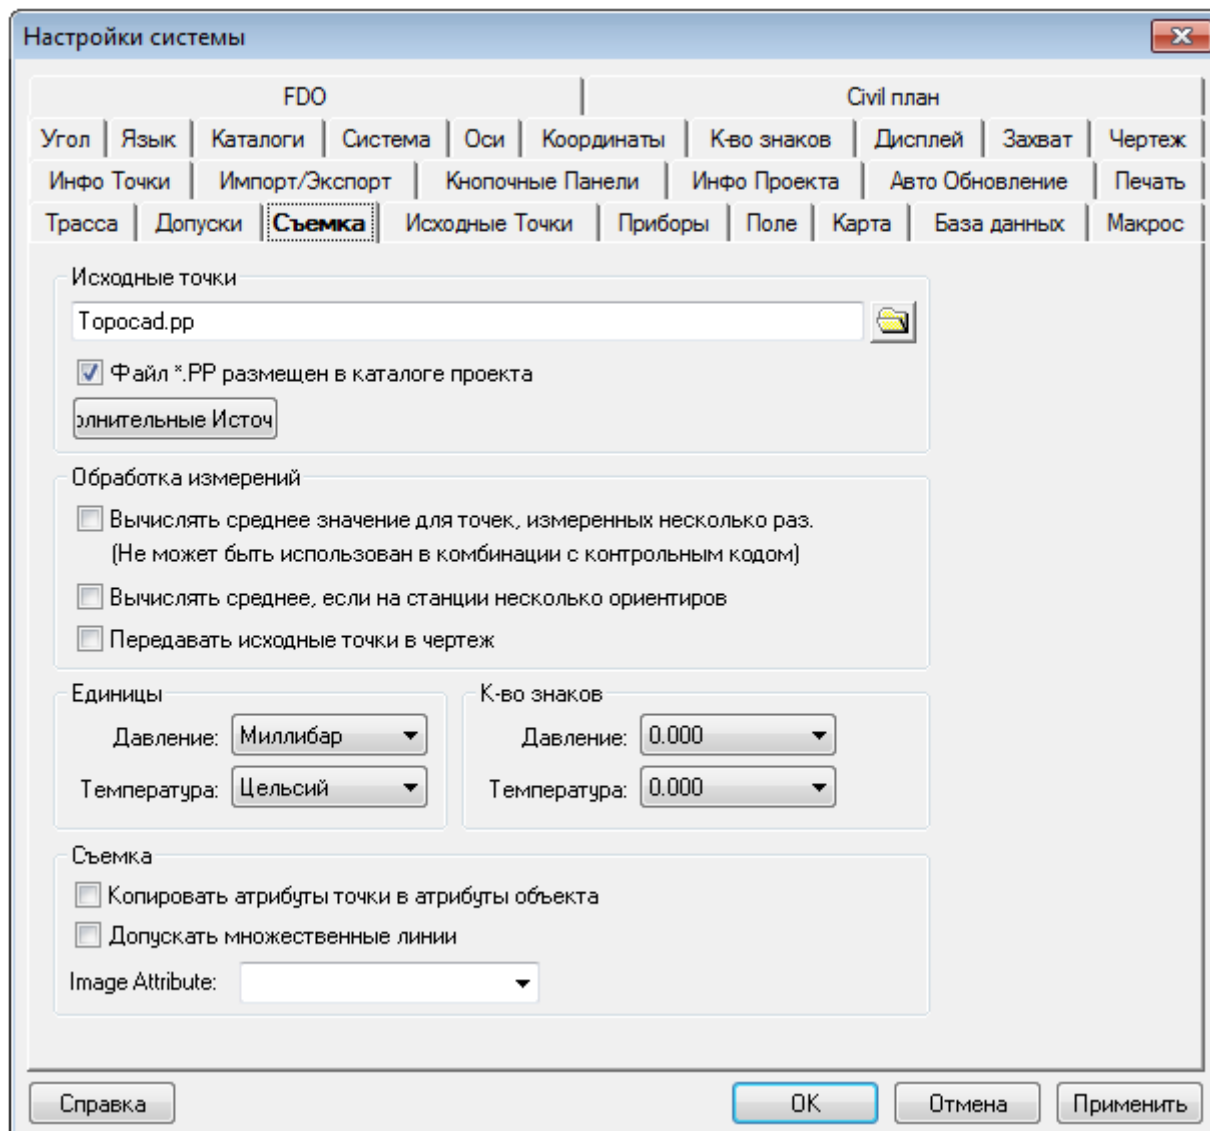 Настройки системы
FDO Civil план
Угол Язык Каталоги Система Оси Координаты К-во знаков Дисплей Захват Чертеж
Инфо Точки Импорт/Экспорт Кнопочные Панели Инфо Проекта Авто Обновление Печать
Трасса Допуски Съемка Исходные Точки Приборы Поле Карта База данных Макрос
Исходные точки
Topocad.pp
Файл *.PP размещен в каталоге проекта
олнительные Источ
Обработка измерений
Вычислять среднее значение для точек, измеренных несколько раз.
(Не может быть использован в комбинации с контрольным кодом)
Вычислять среднее, если на станции несколько ориентиров
Передавать исходные точки в чертеж
Единицы К-во знаков
Давление: Миллибар Давление: 0.000
Температура: Цельсий Температура: 0.000
Съемка
Копировать атрибуты точки в атрибуты объекта
Допускать множественные линии
Image Attribute:
Справка OK Отмена Применить